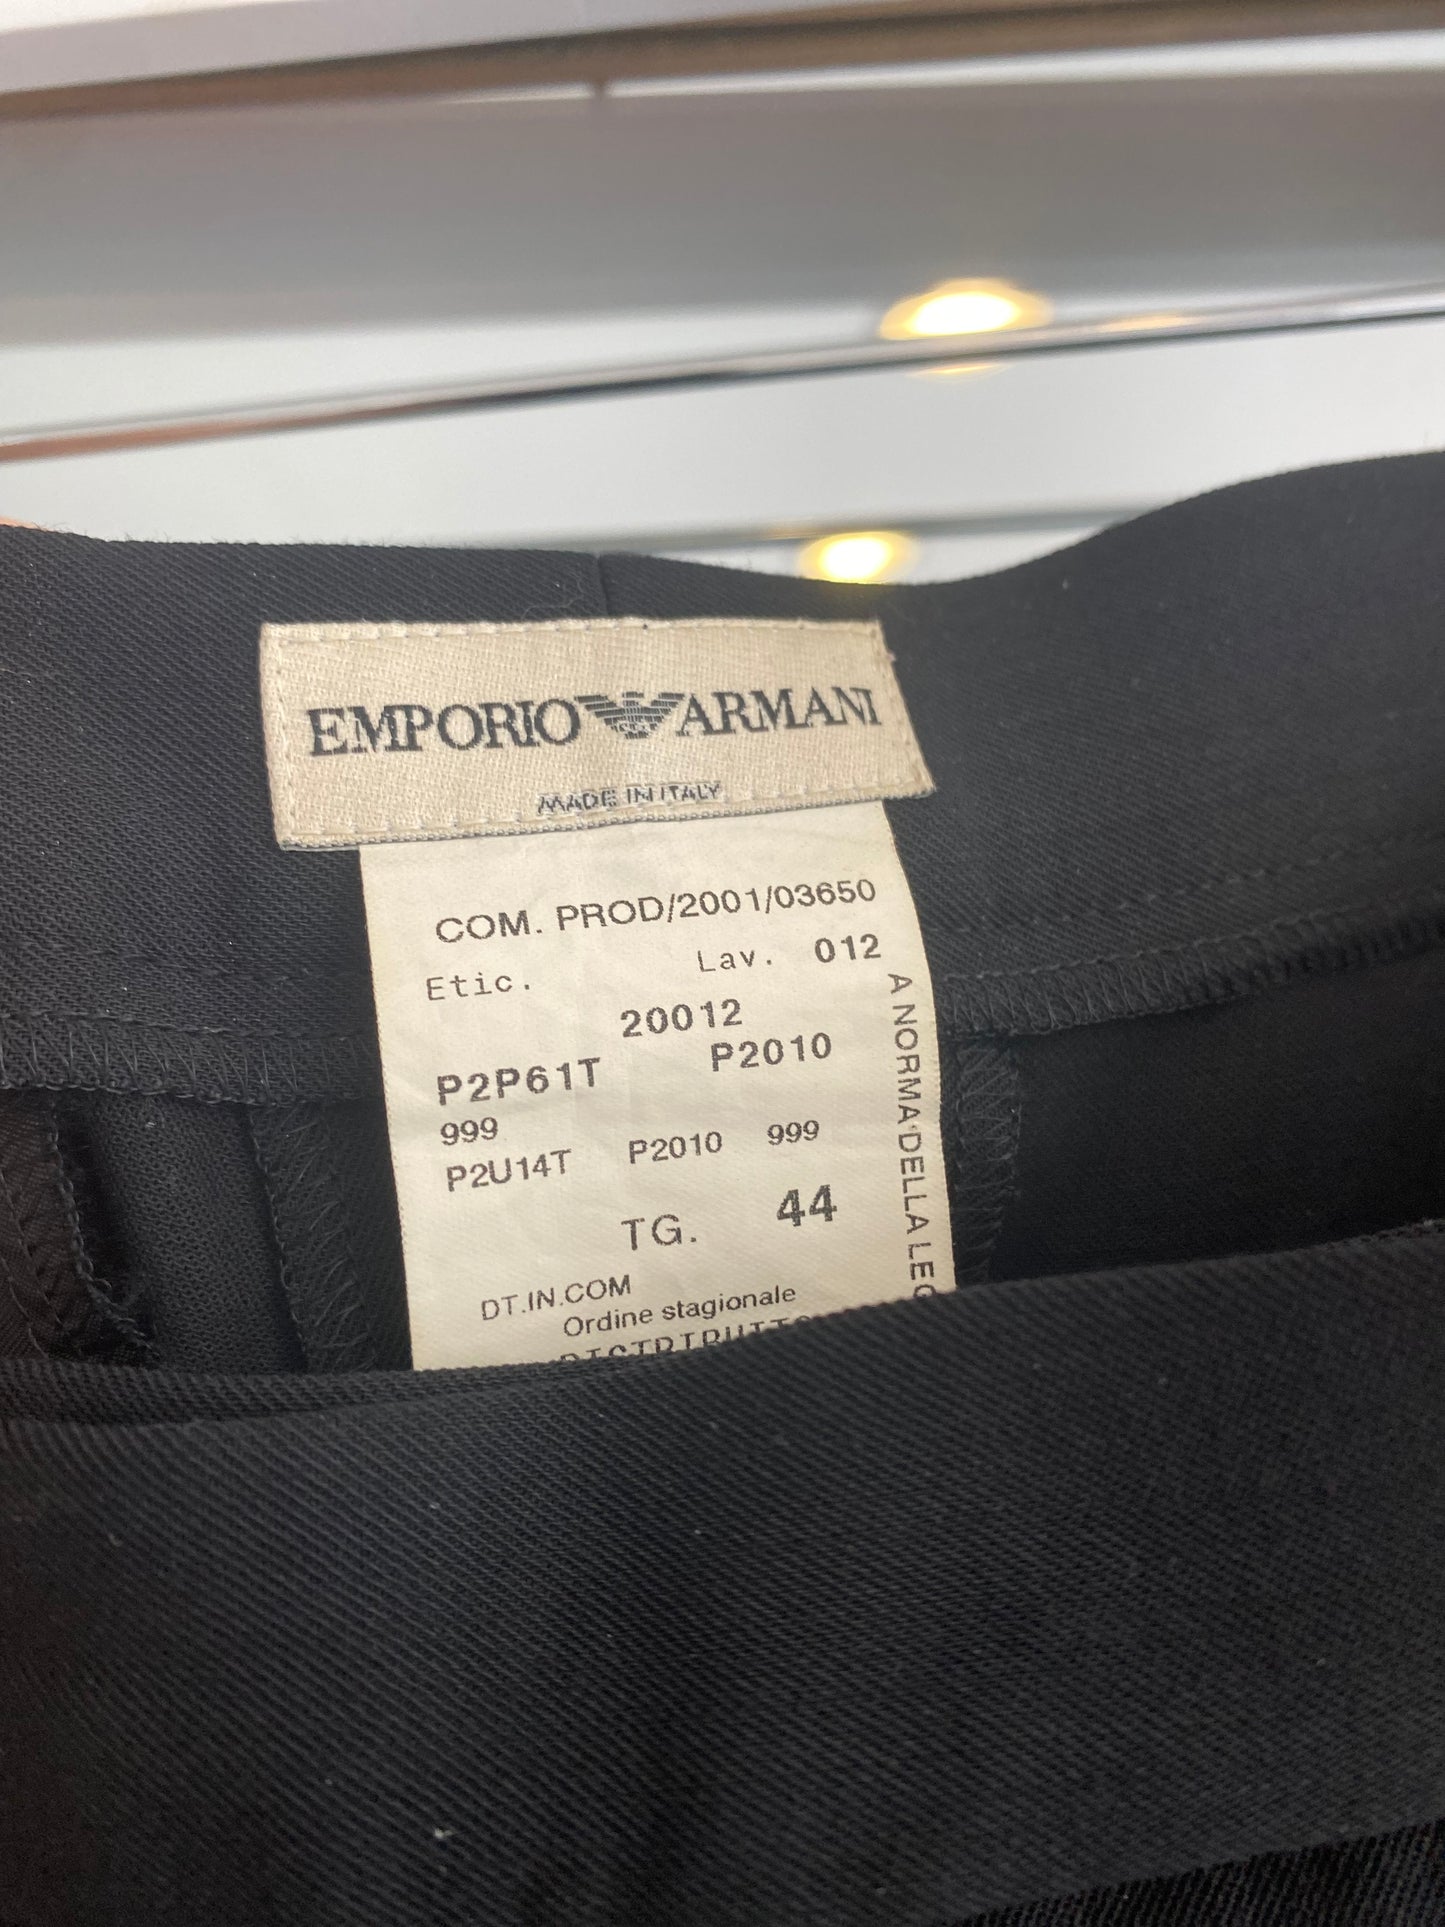 EMPORIO ARMANI
MADE IN ITALY
COM. PROD/2001/03650
Etic. Lav. 012
20012
P2P61T P2010
999
P2U14T P2010 999
TG. 44
DT.IN.COM
Ordine stagionale
A NORMA DELLA